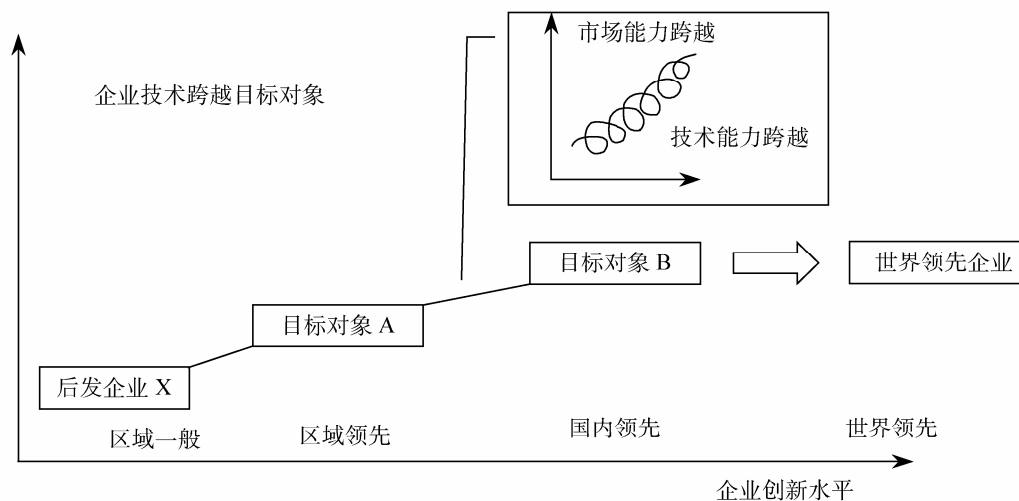 市场能力跨越
企业技术跨越目标对象
技术能力跨越
目标对象 B
世界领先企业
目标对象 A
后发企业 X
区域一般
区域领先
国内领先
世界领先
企业创新水平